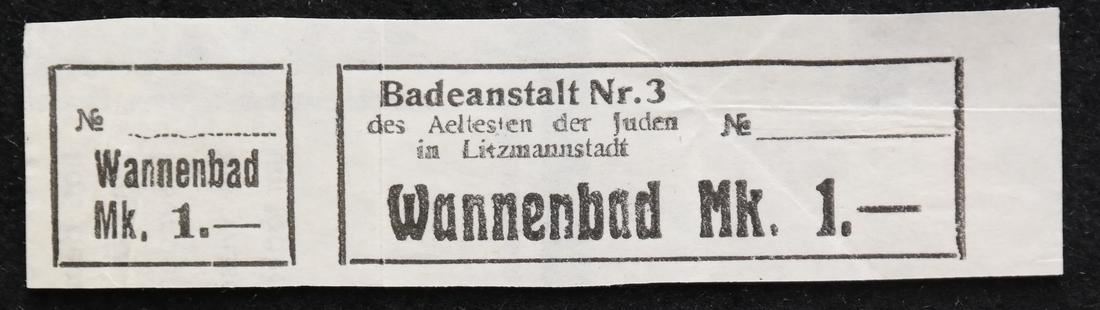 №
Wannenbad
Mk. 1.—
Badeanstalt Nr. 3
des Aeltesten der Juden
in Litzmannstadt
№
Wannenbad Mk. 1.—